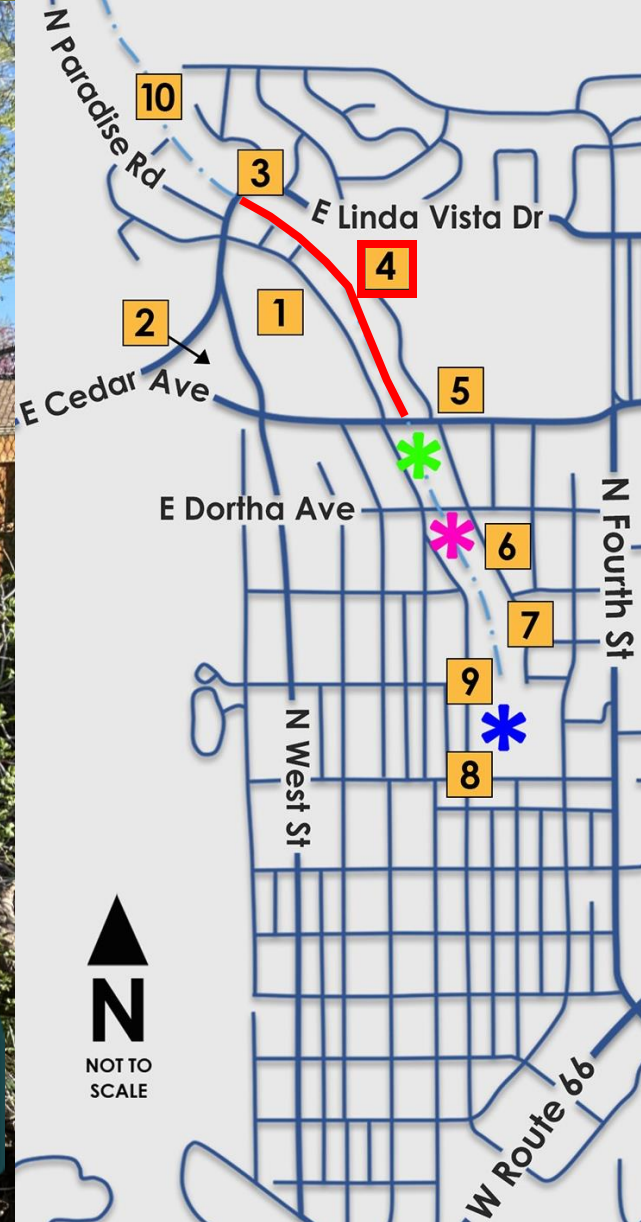 N Paradise Rd
10
3
E Linda Vista Dr
4
1
2
E Cedar Ave
5
N Fourth St
E Dortha Ave
6
7
9
N West St
8
N
NOT TO
SCALE
W Route 66